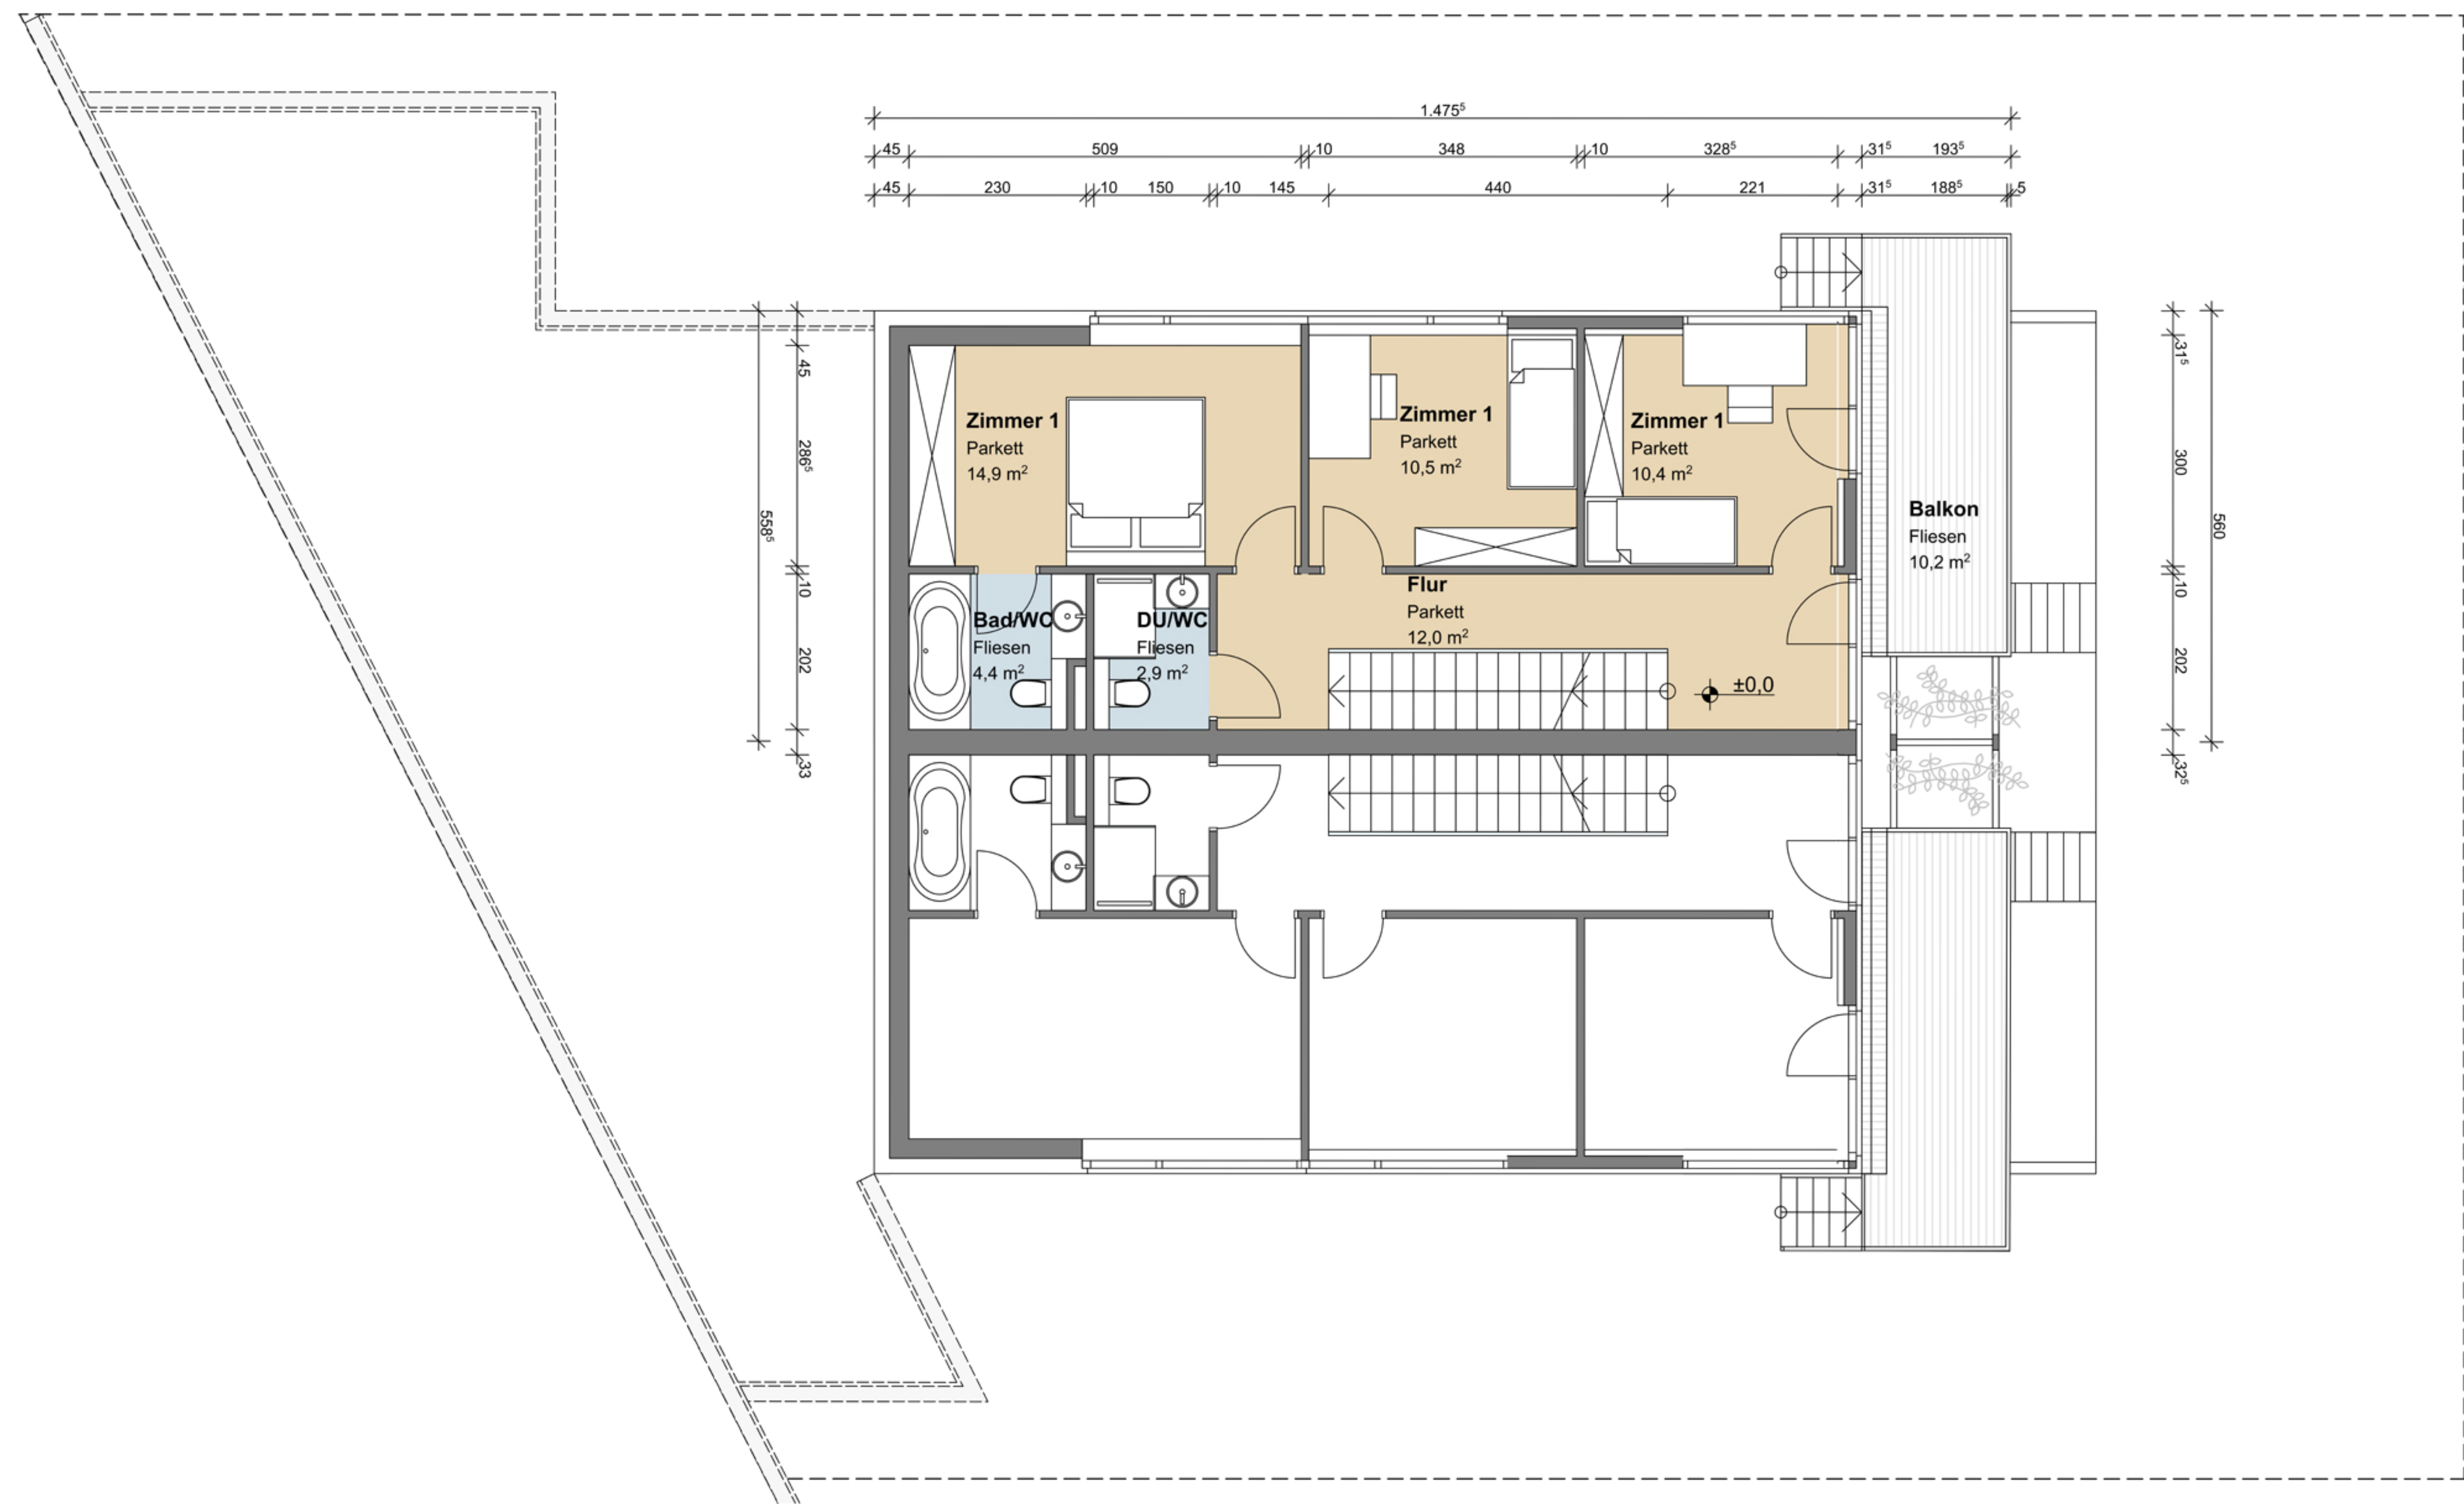 1.475⁵
45 509 10 348 10 328⁵ 31⁵ 193⁵
45 230 10 150 10 145 440 221 31⁵ 188⁵ 5
558⁵
45
286⁵
10
202
33
Zimmer 1
Parkett
14,9 m²
Zimmer 1
Parkett
10,5 m²
Zimmer 1
Parkett
10,4 m²
Balkon
Fliesen
10,2 m²
Bad/WC
Fliesen
4,4 m²
DU/WC
Fliesen
2,9 m²
Flur
Parkett
12,0 m²
±0,0
31⁵
300
10
202
32⁵
560